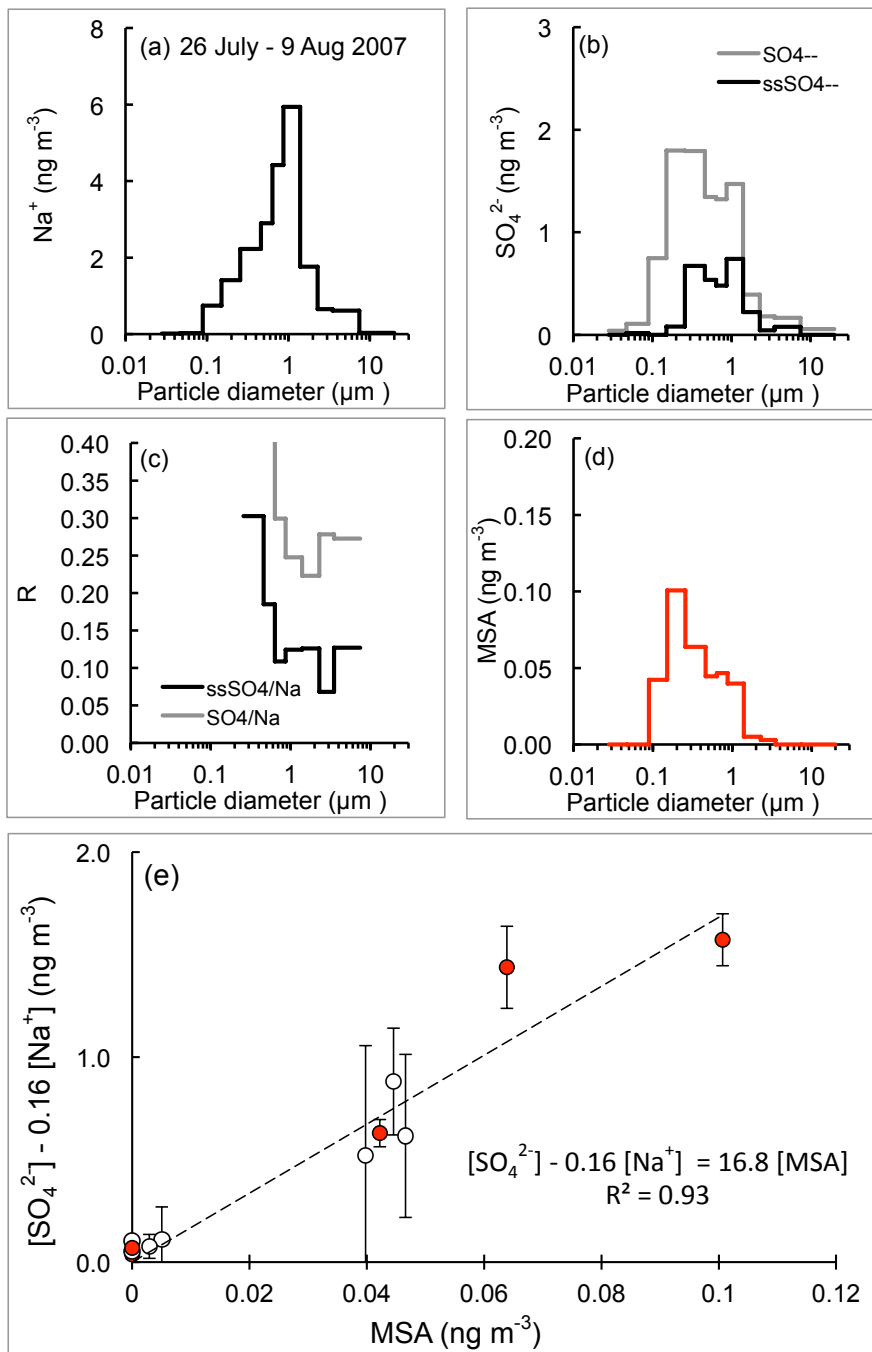 (a) 26 July - 9 Aug 2007
Na⁺ (ng m⁻³)
8
6
4
2
0
0.01 0.1 1 10
Particle diameter (µm )
(b)
SO4--
ssSO4--
SO₄²⁻ (ng m⁻³)
3
2
1
0
0.01 0.1 1 10
Particle diameter (µm )
(c)
R
0.40
0.35
0.30
0.25
0.20
0.15
0.10
0.05
0.00
ssSO4/Na
SO4/Na
0.01 0.1 1 10
Particle diameter (µm )
(d)
MSA (ng m⁻³)
0.20
0.15
0.10
0.05
0.00
0.01 0.1 1 10
Particle diameter (µm )
(e)
[SO₄²⁻] - 0.16 [Na⁺] (ng m⁻³)
2.0
1.0
0.0
[SO₄²⁻] - 0.16 [Na⁺] = 16.8 [MSA]
R² = 0.93
0 0.02 0.04 0.06 0.08 0.1 0.12
MSA (ng m⁻³)